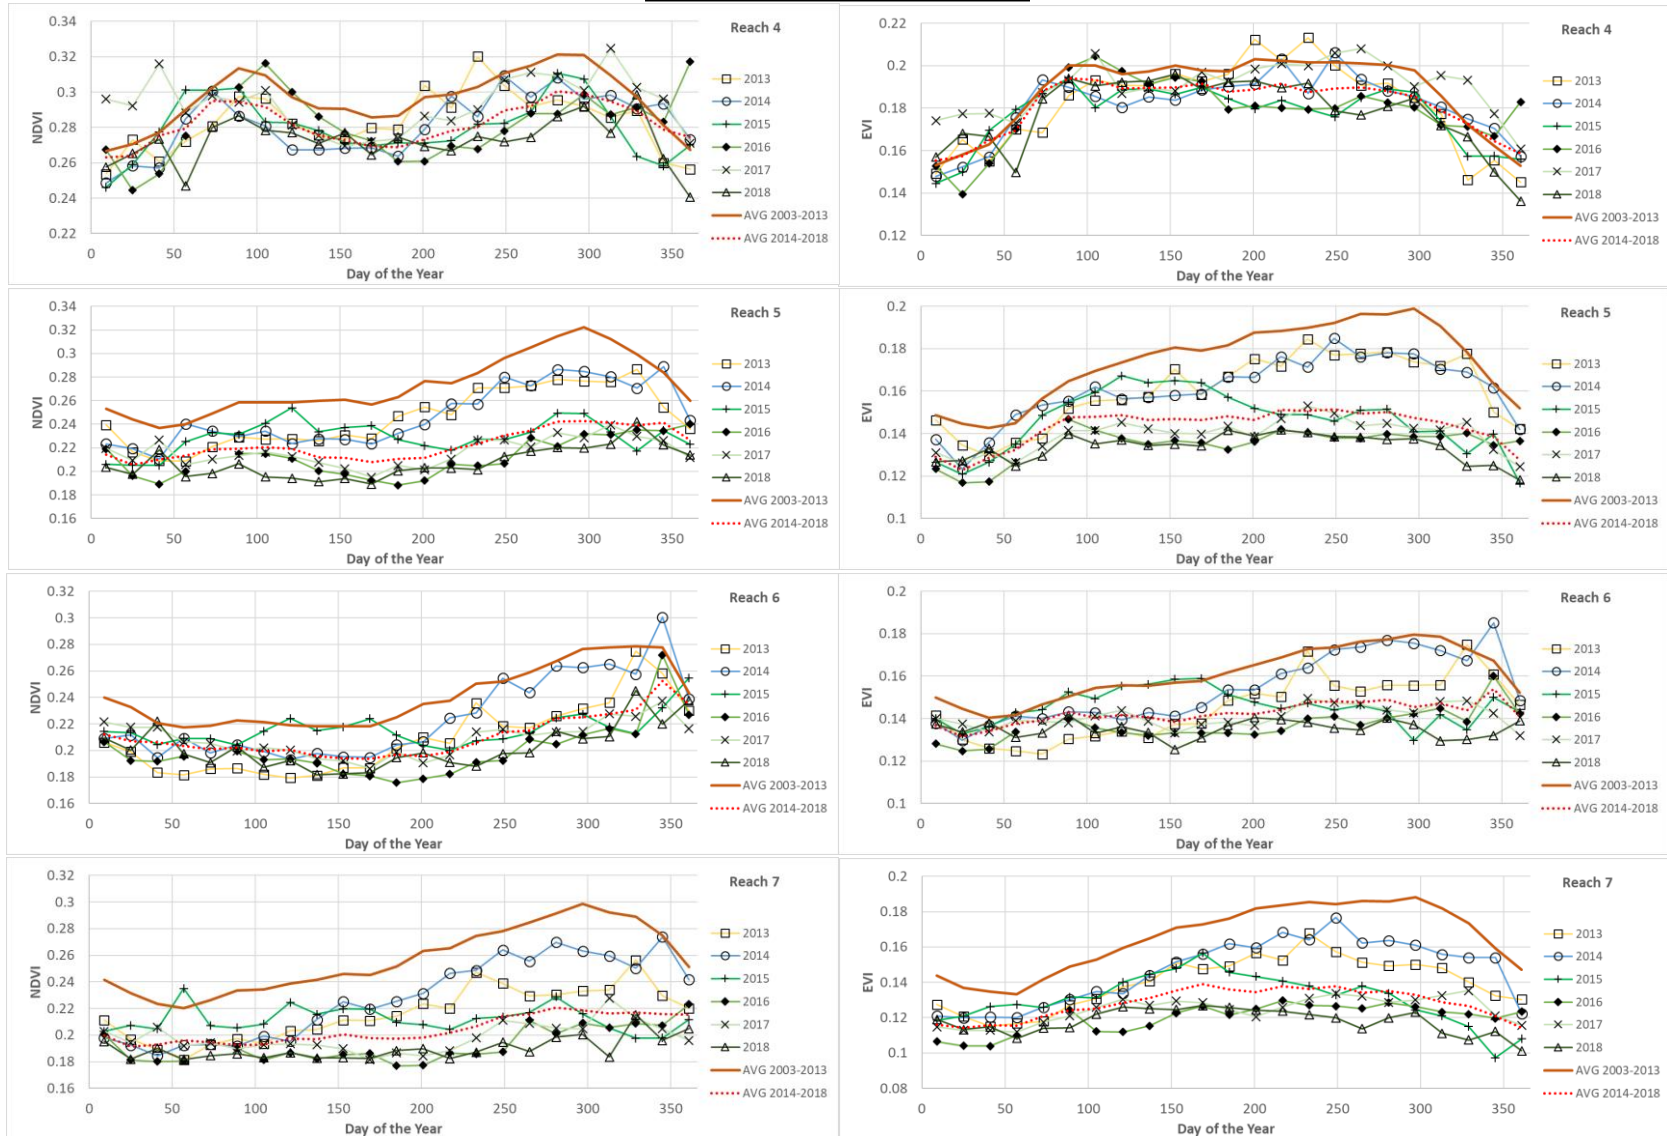 Reach 4
NDVI
0.34
0.32
0.3
0.28
0.26
0.24
0.22
0 50 100 150 200 250 300 350
Day of the Year
2013
2014
2015
2016
2017
2018
AVG 2003-2013
AVG 2014-2018
Reach 4
EVI
0.22
0.2
0.18
0.16
0.14
0.12
0 50 100 150 200 250 300 350
Day of the Year
2013
2014
2015
2016
2017
2018
AVG 2003-2013
AVG 2014-2018
Reach 5
NDVI
0.34
0.32
0.3
0.28
0.26
0.24
0.22
0.2
0.18
0.16
0 50 100 150 200 250 300 350
Day of the Year
2013
2014
2015
2016
2017
2018
AVG 2003-2013
AVG 2014-2018
Reach 5
EVI
0.2
0.18
0.16
0.14
0.12
0.1
0 50 100 150 200 250 300 350
Day of the Year
2013
2014
2015
2016
2017
2018
AVG 2003-2013
AVG 2014-2018
Reach 6
NDVI
0.32
0.3
0.28
0.26
0.24
0.22
0.2
0.18
0.16
0 50 100 150 200 250 300 350
Day of the Year
2013
2014
2015
2016
2017
2018
AVG 2003-2013
AVG 2014-2018
Reach 6
EVI
0.2
0.18
0.16
0.14
0.12
0.1
0 50 100 150 200 250 300 350
Day of the Year
2013
2014
2015
2016
2017
2018
AVG 2003-2013
AVG 2014-2018
Reach 7
NDVI
0.32
0.3
0.28
0.26
0.24
0.22
0.2
0.18
0.16
0 50 100 150 200 250 300 350
Day of the Year
2013
2014
2015
2016
2017
2018
AVG 2003-2013
AVG 2014-2018
Reach 7
EVI
0.2
0.18
0.16
0.14
0.12
0.1
0.08
0 50 100 150 200 250 300 350
Day of the Year
2013
2014
2015
2016
2017
2018
AVG 2003-2013
AVG 2014-2018